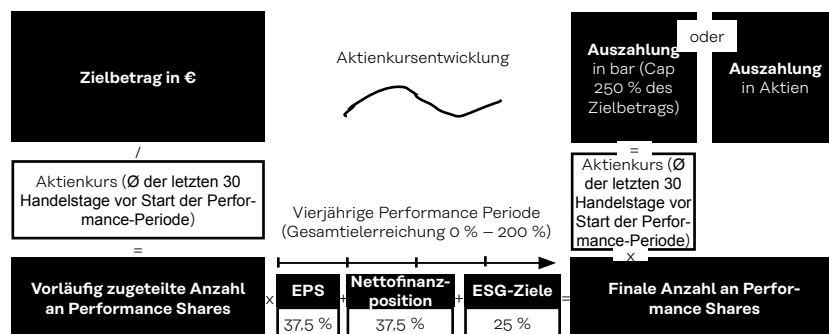 Zielbetrag in €
/
Aktienkurs (Ø der letzten 30
Handelstage vor Start der Perfor-
mance-Periode)
=
Vorläufig zugeteilte Anzahl
an Performance Shares
Aktienkursentwicklung
Vierjährige Performance Periode
(Gesamtielerreichung 0 % – 200 %)
x
EPS
37,5 %
+
Nettofinanz-
position
37,5 %
+
ESG-Ziele
25 %
=
Auszahlung
in bar (Cap
250 % des
Zielbetrags)
oder
Auszahlung
in Aktien
=
Aktienkurs (Ø
der letzten 30
Handelstage vor
Start der Perfor-
mance-Periode)
x
Finale Anzahl an Perfor-
mance Shares